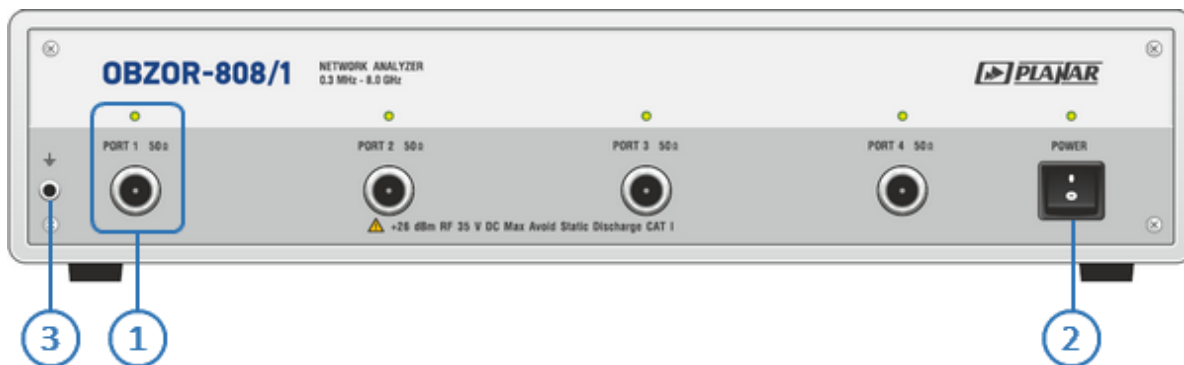 OBZOR-808/1
NETWORK ANALYZER
0.3 MHz - 8.0 GHz
PLANAR
PORT 1 50Ω
PORT 2 50Ω
PORT 3 50Ω
PORT 4 50Ω
POWER
I
O
+26 dBm RF 35 V DC Max Avoid Static Discharge CAT I
3
1
2